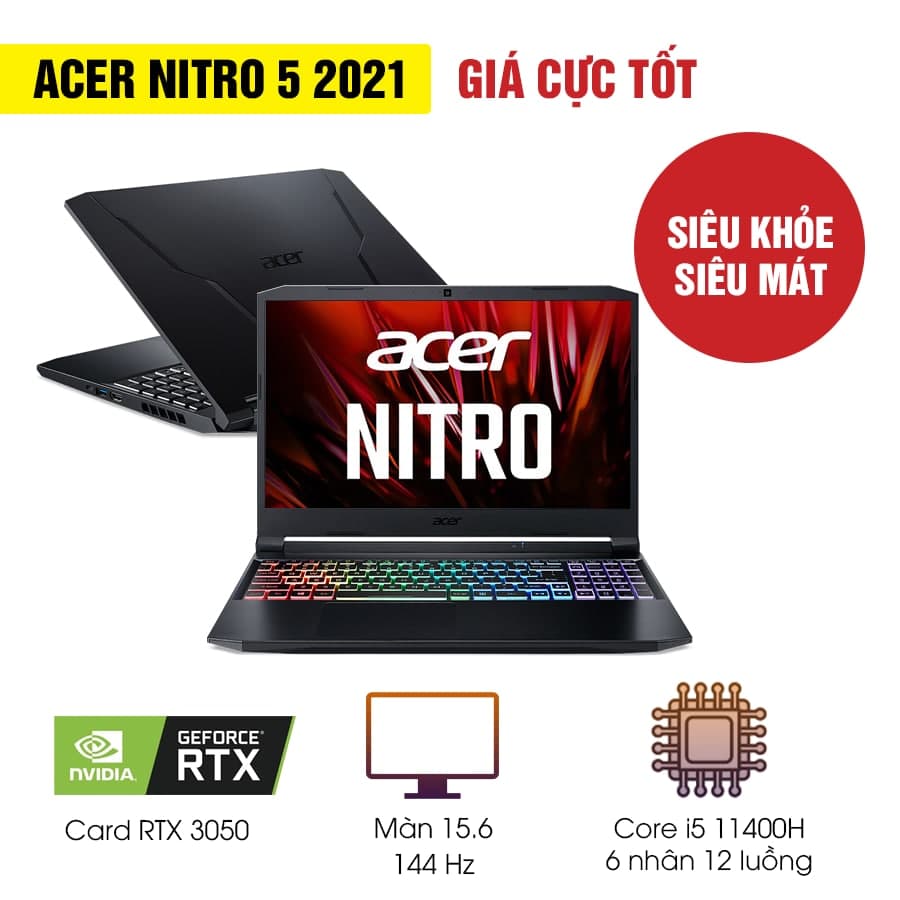 ACER NITRO 5 2021
GIÁ CỰC TỐT
SIÊU KHỎE
SIÊU MÁT
acer
acer
NITRO
acer
NVIDIA.
GEFORCE®
RTX
Card RTX 3050
Màn 15.6
144 Hz
Core i5 11400H
6 nhân 12 luồng